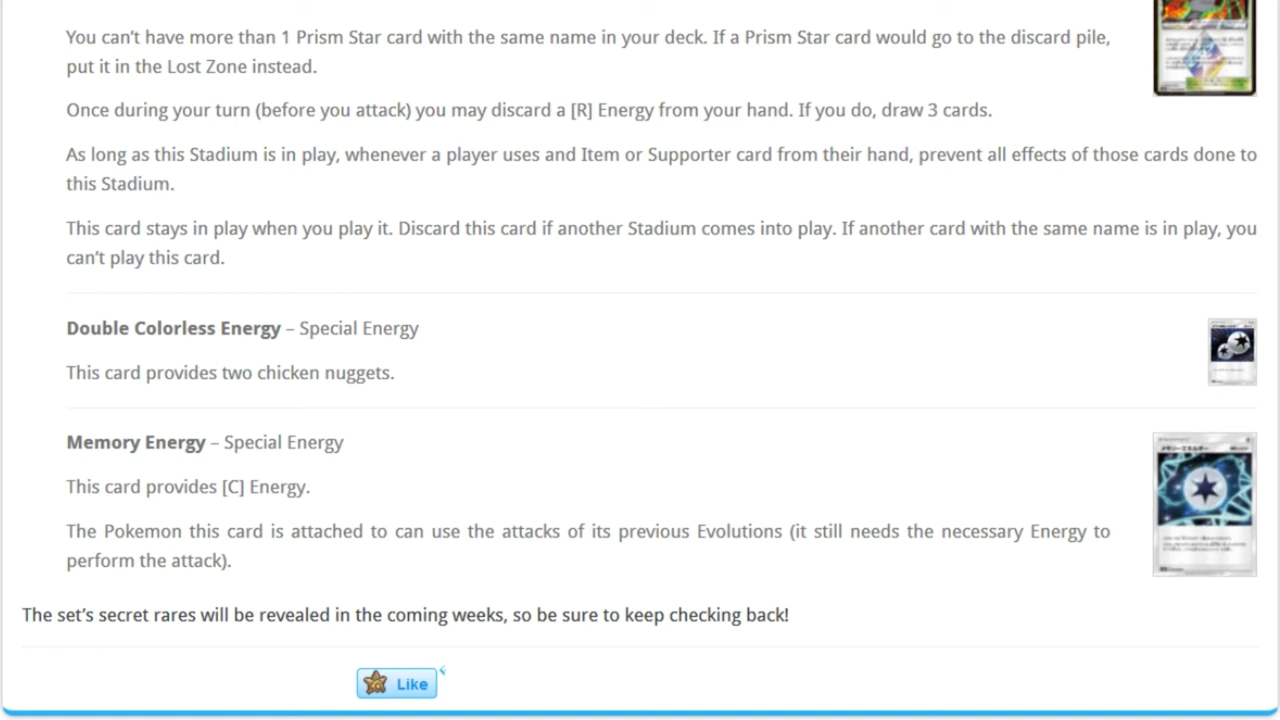 You can’t have more than 1 Prism Star card with the same name in your deck. If a Prism Star card would go to the discard pile,
put it in the Lost Zone instead.
Once during your turn (before you attack) you may discard a [R] Energy from your hand. If you do, draw 3 cards.
As long as this Stadium is in play, whenever a player uses and Item or Supporter card from their hand, prevent all effects of those cards done to
this Stadium.
This card stays in play when you play it. Discard this card if another Stadium comes into play. If another card with the same name is in play, you
can’t play this card.
Double Colorless Energy – Special Energy
This card provides two chicken nuggets.
Memory Energy – Special Energy
This card provides [C] Energy.
The Pokemon this card is attached to can use the attacks of its previous Evolutions (it still needs the necessary Energy to
perform the attack).
The set’s secret rares will be revealed in the coming weeks, so be sure to keep checking back!
Like